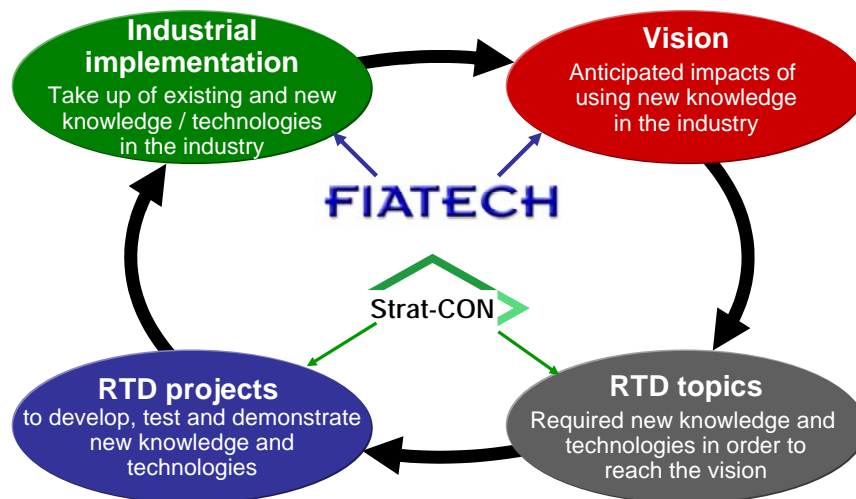 Industrial
implementation
Take up of existing and new
knowledge / technologies
in the industry
Vision
Anticipated impacts of
using new knowledge
in the industry
FIATECH
Strat-CON
RTD projects
to develop, test and demonstrate
new knowledge and
technologies
RTD topics
Required new knowledge and
technologies in order to
reach the vision